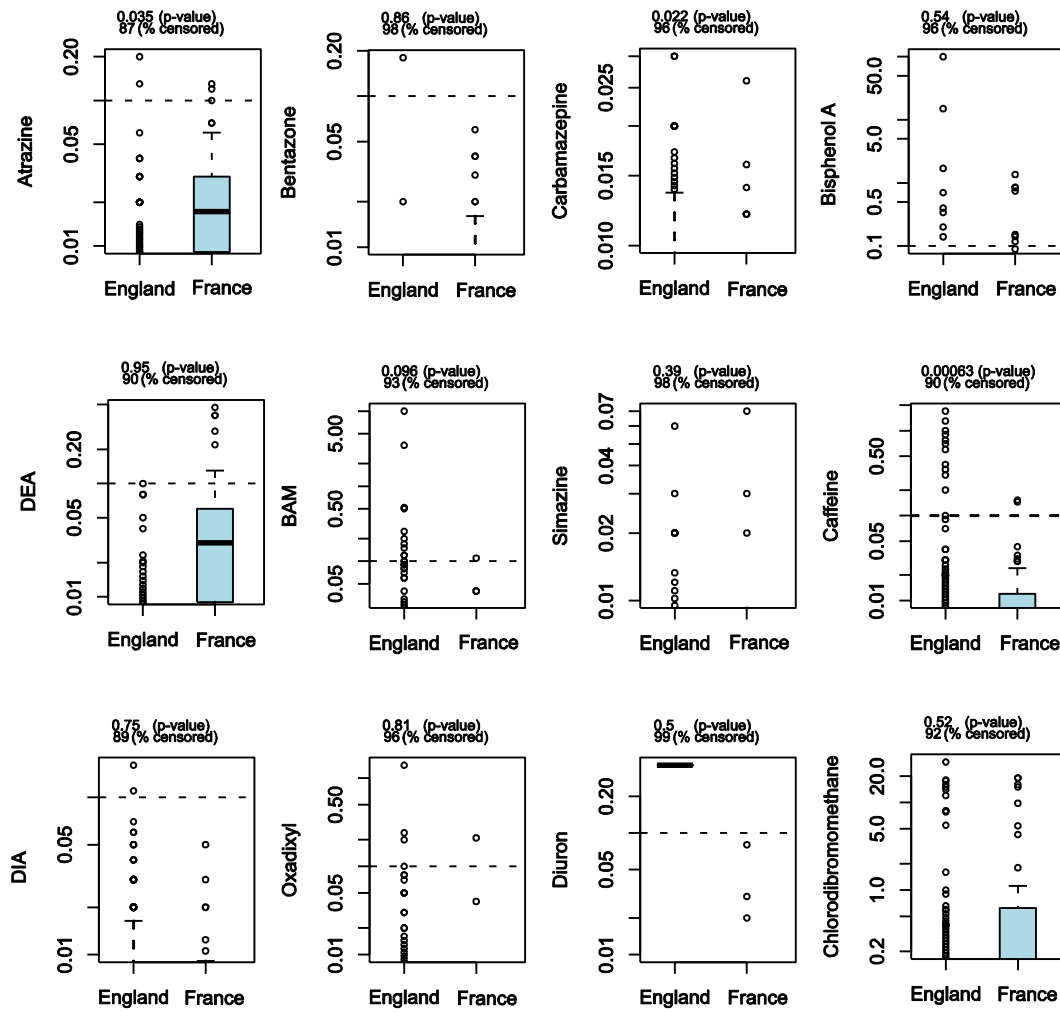 0.035 (p-value)
87 (% censored)
Atrazine
0.20
0.05
0.01
England France
0.86 (p-value)
98 (% censored)
Bentazone
0.20
0.05
0.01
England France
0.022 (p-value)
96 (% censored)
Carbamazepine
0.025
0.015
0.010
England France
0.54 (p-value)
96 (% censored)
Bisphenol A
50.0
5.0
0.5
0.1
England France
0.95 (p-value)
90 (% censored)
DEA
0.20
0.05
0.01
England France
0.096 (p-value)
93 (% censored)
BAM
5.00
0.50
0.05
England France
0.39 (p-value)
98 (% censored)
Simazine
0.07
0.04
0.02
0.01
England France
0.00063 (p-value)
90 (% censored)
Caffeine
0.50
0.05
0.01
England France
0.75 (p-value)
89 (% censored)
DIA
0.05
0.01
England France
0.81 (p-value)
96 (% censored)
Oxadixyl
0.50
0.05
0.01
England France
0.5 (p-value)
99 (% censored)
Diuron
0.20
0.05
0.01
England France
0.52 (p-value)
92 (% censored)
Chlorodibromomethane
20.0
5.0
1.0
0.2
England France